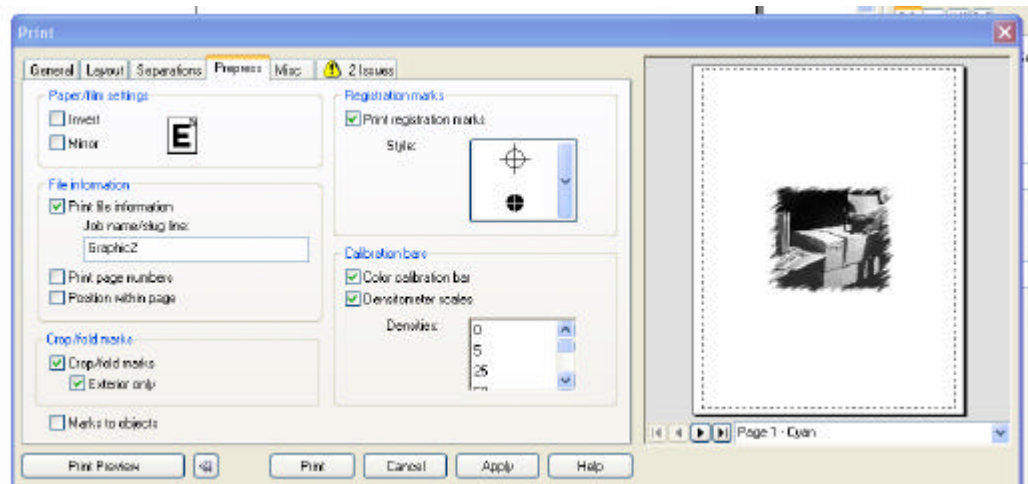 Print
General Layout Separations Prepress Misc 2 Issues
Paper/film settings
Invert
Mirror
E
File information
Print file information
Job name/slug line:
Graphic2
Print page numbers
Position within page
Crop/fold marks
Crop/fold marks
Exterior only
Marks to objects
Registration marks
Print registration marks
Style:
Calibration bars
Color calibration bar
Densitometer scales
Densities:
0
5
25
Page 1 - Cyan
Print Preview Print Cancel Apply Help